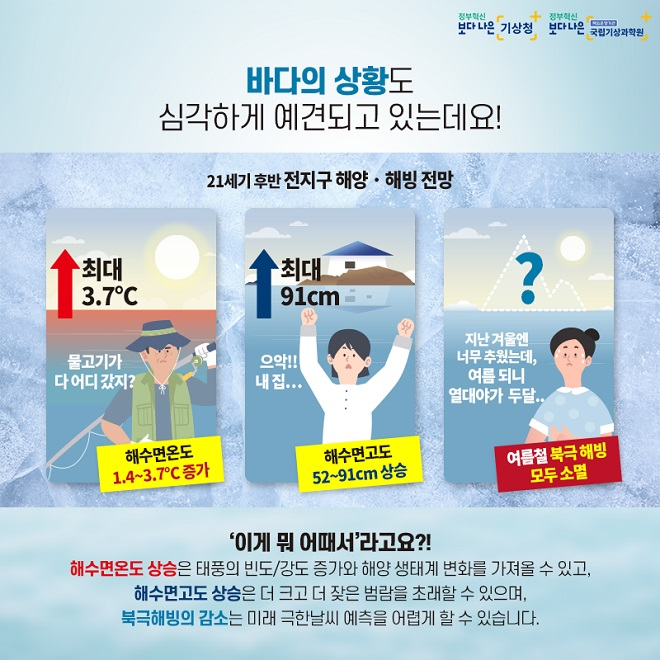 정부혁신
보다 나은 기상청
정부혁신
보다 나은 국립기상과학원
바다의 상황도
심각하게 예견되고 있는데요!
21세기 후반 전지구 해양 · 해빙 전망
최대
3.7°C
물고기가
다 어디 갔지?
해수면온도
1.4~3.7°C 증가
최대
91cm
으악!!
내 집...
해수면고도
52~91cm 상승
?
지난 겨울엔
너무 추웠는데,
여름 되니
열대야가 두달..
여름철 북극 해빙
모두 소멸
‘이게 뭐 어때서’라고요?!
해수면온도 상승은 태풍의 빈도/강도 증가와 해양 생태계 변화를 가져올 수 있고,
해수면고도 상승은 더 크고 더 잦은 범람을 초래할 수 있으며,
북극해빙의 감소는 미래 극한날씨 예측을 어렵게 할 수 있습니다.